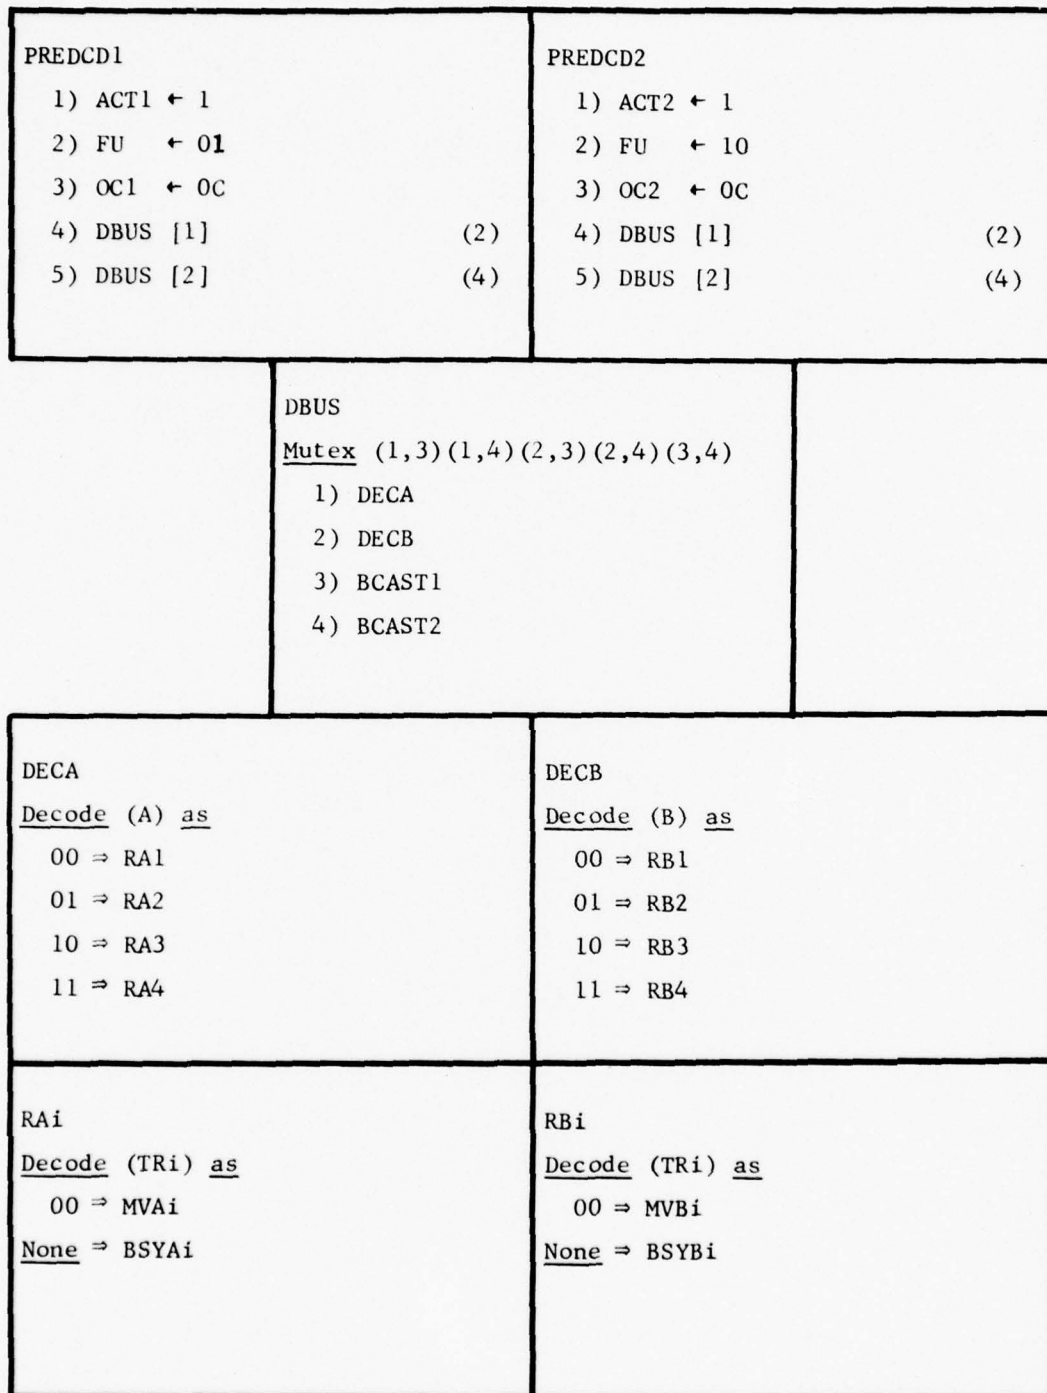 PREDCD1
1) ACT1 ← 1
2) FU ← 01
3) OC1 ← OC
4) DBUS [1] (2)
5) DBUS [2] (4)
PREDCD2
1) ACT2 ← 1
2) FU ← 10
3) OC2 ← OC
4) DBUS [1] (2)
5) DBUS [2] (4)
DBUS
Mutex (1,3)(1,4)(2,3)(2,4)(3,4)
1) DECA
2) DECB
3) BCAST1
4) BCAST2
DECA
Decode (A) as
00 ⇒ RA1
01 ⇒ RA2
10 ⇒ RA3
11 ⇒ RA4
DECB
Decode (B) as
00 ⇒ RB1
01 ⇒ RB2
10 ⇒ RB3
11 ⇒ RB4
RAi
Decode (TRi) as
00 ⇒ MVAi
None ⇒ BSYAi
RBi
Decode (TRi) as
00 ⇒ MVBi
None ⇒ BSYBi